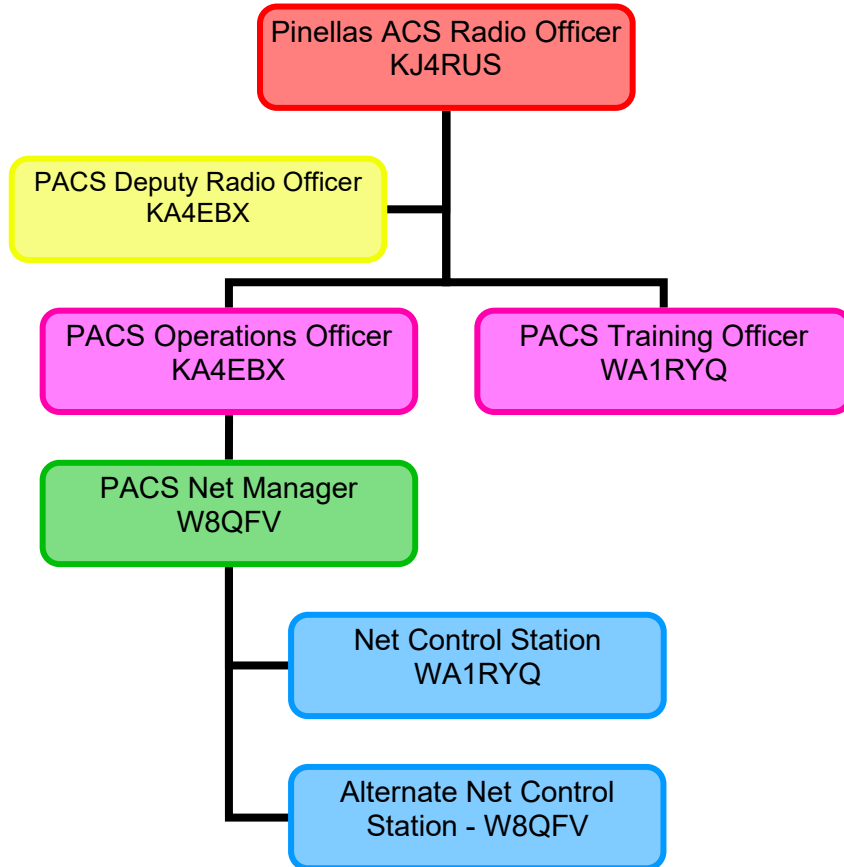 Pinellas ACS Radio Officer
KJ4RUS
PACS Deputy Radio Officer
KA4EBX
PACS Operations Officer
KA4EBX
PACS Training Officer
WA1RYQ
PACS Net Manager
W8QFV
Net Control Station
WA1RYQ
Alternate Net Control
Station - W8QFV